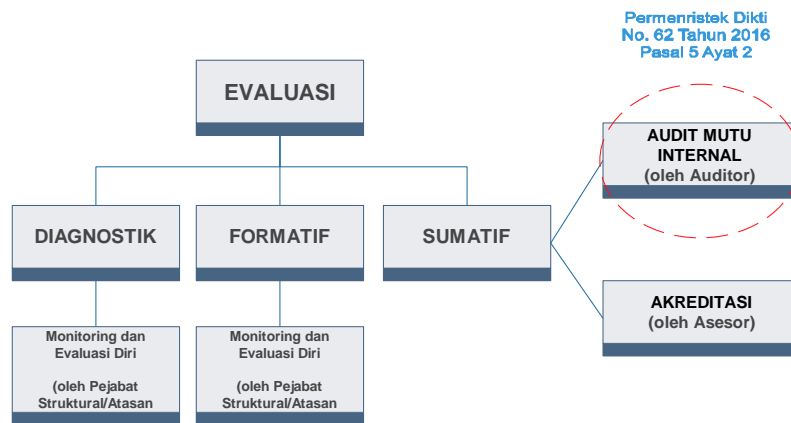 Permenristek Dikti
No. 62 Tahun 2016
Pasal 5 Ayat 2
EVALUASI
AUDIT MUTU
INTERNAL
(oleh Auditor)
DIAGNOSTIK
FORMATIF
SUMATIF
AKREDITASI
(oleh Asesor)
Monitoring dan
Evaluasi Diri
(oleh Pejabat
Struktural/Atasan
Monitoring dan
Evaluasi Diri
(oleh Pejabat
Struktural/Atasan